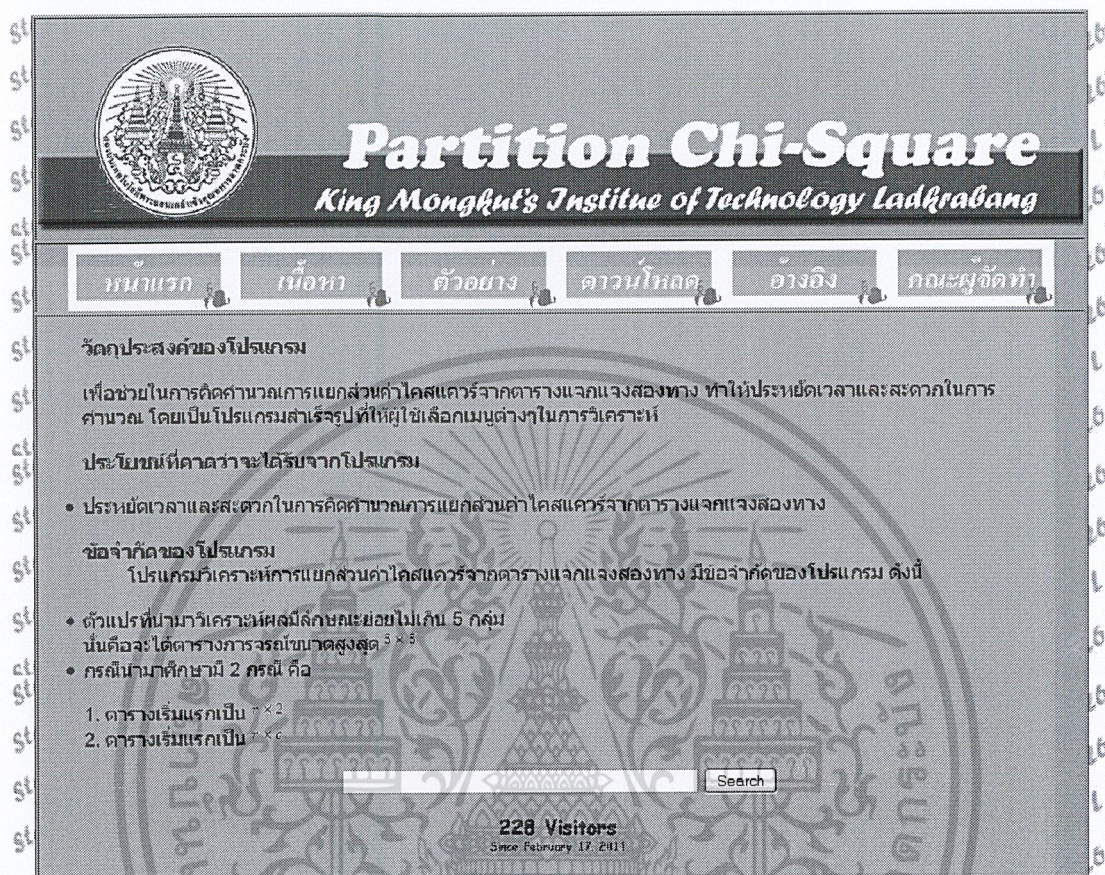 Partition Chi-Square
King Mongkut's Institue of Technology Ladkrabang
หน้าแรก เนื้อหา ตัวอย่าง ดาวน์โหลด อ้างอิง คณะผู้จัดทำ
วัตถุประสงค์ของโปรแกรม
เพื่อช่วยในการคิดคำนวณการแยกส่วนค่าไคสแควร์จากตารางแจกแจงสองทาง ทำให้ประหยัดเวลาและสะดวกในการ
คำนวณ โดยเป็นโปรแกรมสำเร็จรูปที่ให้ผู้ใช้เลือกเมนูต่างๆในการวิเคราะห์
ประโยชน์ที่คาดว่าจะได้รับจากโปรแกรม
• ประหยัดเวลาและสะดวกในการคิดคำนวณการแยกส่วนค่าไคสแควร์จากตารางแจกแจงสองทาง
ข้อจำกัดของโปรแกรม
โปรแกรมวิเคราะห์การแยกส่วนค่าไคสแควร์จากตารางแจกแจงสองทาง มีข้อจำกัดของโปรแกรม ดังนี้
• ตัวแปรที่นำมาวิเคราะห์ผลมีลักษณะย่อยไม่เกิน 5 กลุ่ม
นั่นคือจะได้ตารางการจรณ์ขนาดสูงสุด 5 × 5
• กรณีนำมาศึกษามี 2 กรณี คือ
1. ตารางเริ่มแรกเป็น r × 2
2. ตารางเริ่มแรกเป็น r × c
Search
228 Visitors
Since February 17, 2011